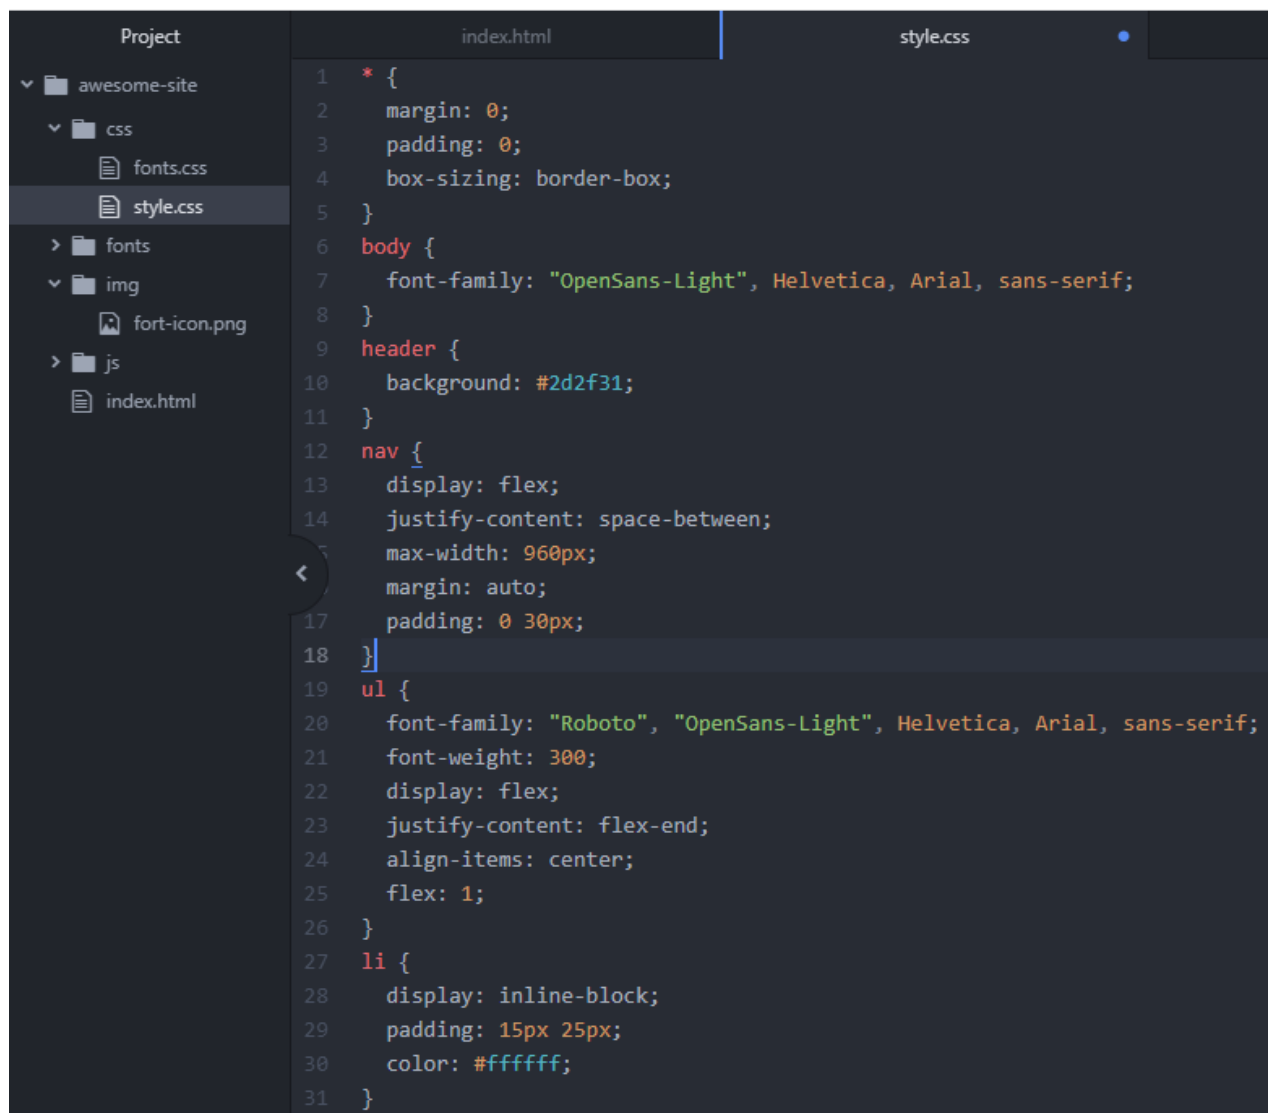 Project
awesome-site
css
fonts.css
style.css
fonts
img
fort-icon.png
js
index.html
index.html
style.css
1 * {
2 margin: 0;
3 padding: 0;
4 box-sizing: border-box;
5 }
6 body {
7 font-family: "OpenSans-Light", Helvetica, Arial, sans-serif;
8 }
9 header {
10 background: #2d2f31;
11 }
12 nav {
13 display: flex;
14 justify-content: space-between;
5 max-width: 960px;
margin: auto;
17 padding: 0 30px;
18 }
19 ul {
20 font-family: "Roboto", "OpenSans-Light", Helvetica, Arial, sans-serif;
21 font-weight: 300;
22 display: flex;
23 justify-content: flex-end;
24 align-items: center;
25 flex: 1;
26 }
27 li {
28 display: inline-block;
29 padding: 15px 25px;
30 color: #ffffff;
31 }